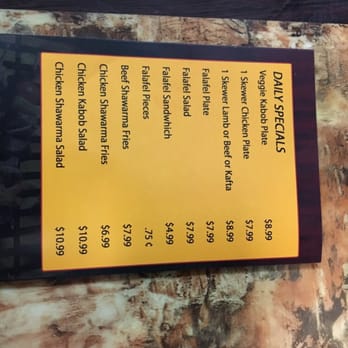 DAILY SPECIALS
Veggie Kabob Plate $8.99
1 Skewer Chicken Plate $7.99
1 Skewer Lamb or Beef or Kafta $8.99
Falafel Plate $7.99
Falafel Salad $7.99
Falafel Sandwhich $4.99
Falafel Pieces .75 ¢
Beef Shawarma Fries $7.99
Chicken Shawarma Fries $6.99
Chicken Kabob Salad $10.99
Chicken Shawarma Salad $10.99